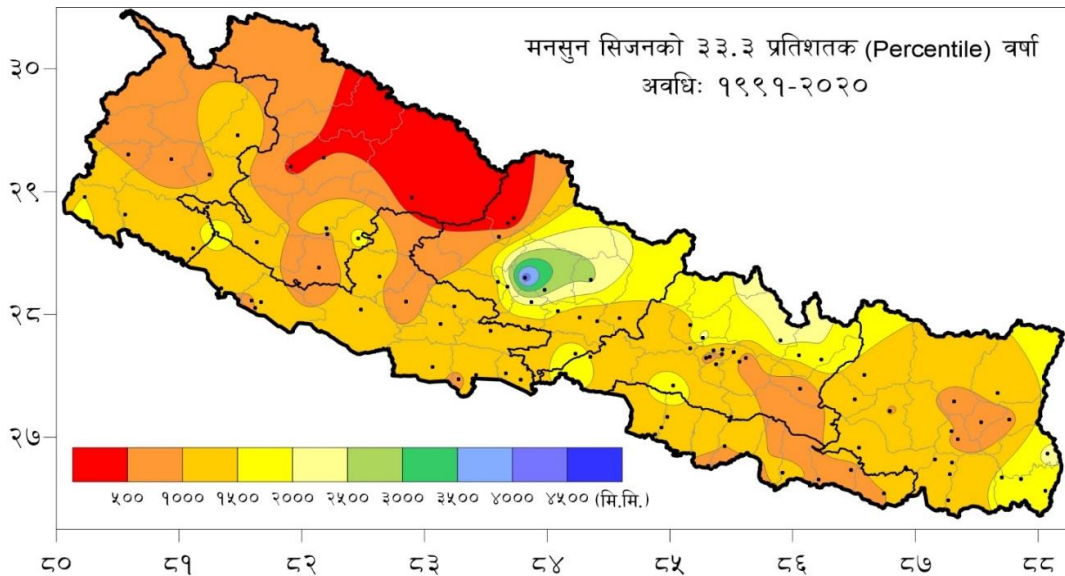 मनसुन सिजनको ३३.३ प्रतिशतक (Percentile) वर्षा
अवधिः १९९१-२०२०
३०
२९
२८
२७
५०० १००० १५०० २००० २५०० ३००० ३५०० ४००० ४५०० (मि.मि.)
८० ८१ ८२ ८३ ८४ ८५ ८६ ८७ ८८